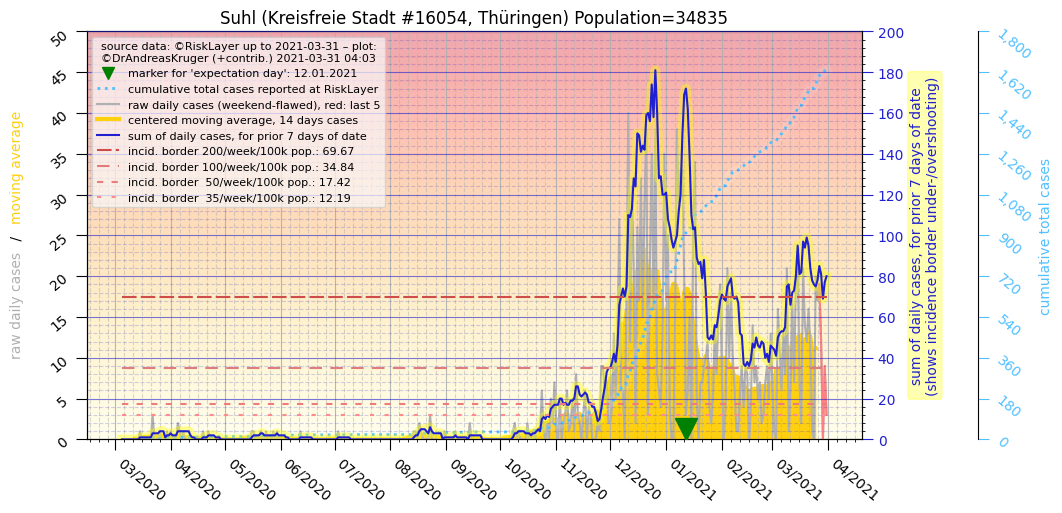 Suhl (Kreisfreie Stadt #16054, Thüringen) Population=34835
source data: ©RiskLayer up to 2021-03-31 – plot:
©DrAndreasKruger (+contrib.) 2021-03-31 04:03
marker for 'expectation day': 12.01.2021
cumulative total cases reported at RiskLayer
raw daily cases (weekend-flawed), red: last 5
centered moving average, 14 days cases
sum of daily cases, for prior 7 days of date
incid. border 200/week/100k pop.: 69.67
incid. border 100/week/100k pop.: 34.84
incid. border  50/week/100k pop.: 17.42
incid. border  35/week/100k pop.: 12.19
raw daily cases / moving average
50
45
40
35
30
25
20
15
10
5
0
200
180
160
140
120
100
80
60
40
20
0
sum of daily cases, for prior 7 days of date
(shows incidence border under-/overshooting)
1,800
1,620
1,440
1,260
1,080
900
720
540
360
180
0
cumulative total cases
03/2020
04/2020
05/2020
06/2020
07/2020
08/2020
09/2020
10/2020
11/2020
12/2020
01/2021
02/2021
03/2021
04/2021